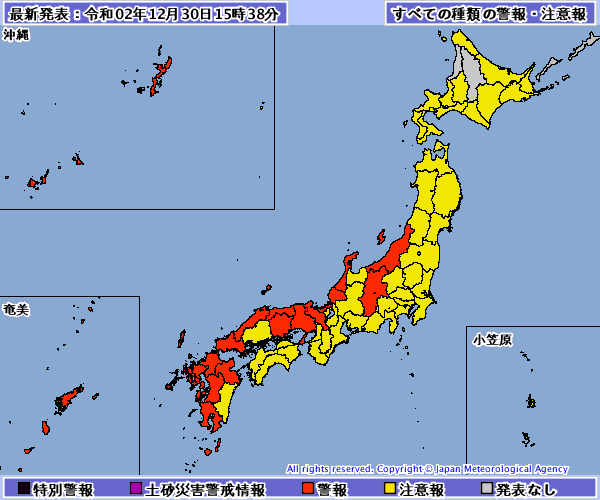 最新発表：令和02年12月30日15時38分
すべての種類の警報・注意報
沖縄
奄美
小笠原
All rights reserved. Copyright © Japan Meteorological Agency
特別警報 土砂災害警戒情報 警報 注意報 発表なし